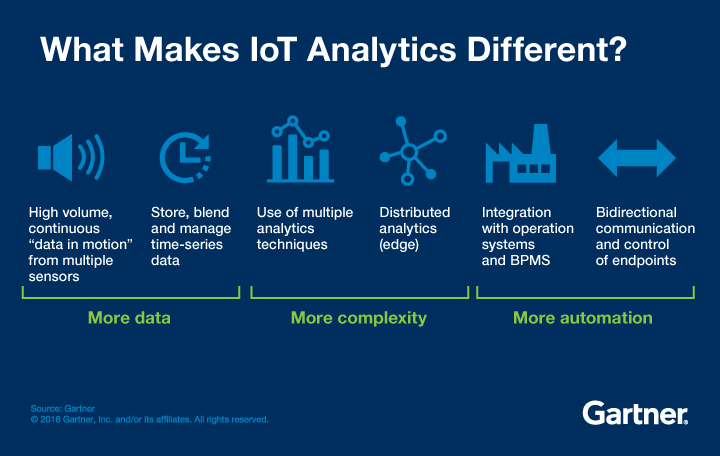 What Makes IoT Analytics Different?
High volume,
continuous
“data in motion”
from multiple
sensors
Store, blend
and manage
time-series
data
Use of multiple
analytics
techniques
Distributed
analytics
(edge)
Integration
with operation
systems
and BPMS
Bidirectional
communication
and control
of endpoints
More data
More complexity
More automation
Source: Gartner
© 2016 Gartner, Inc. and/or its affiliates. All rights reserved.
Gartner®